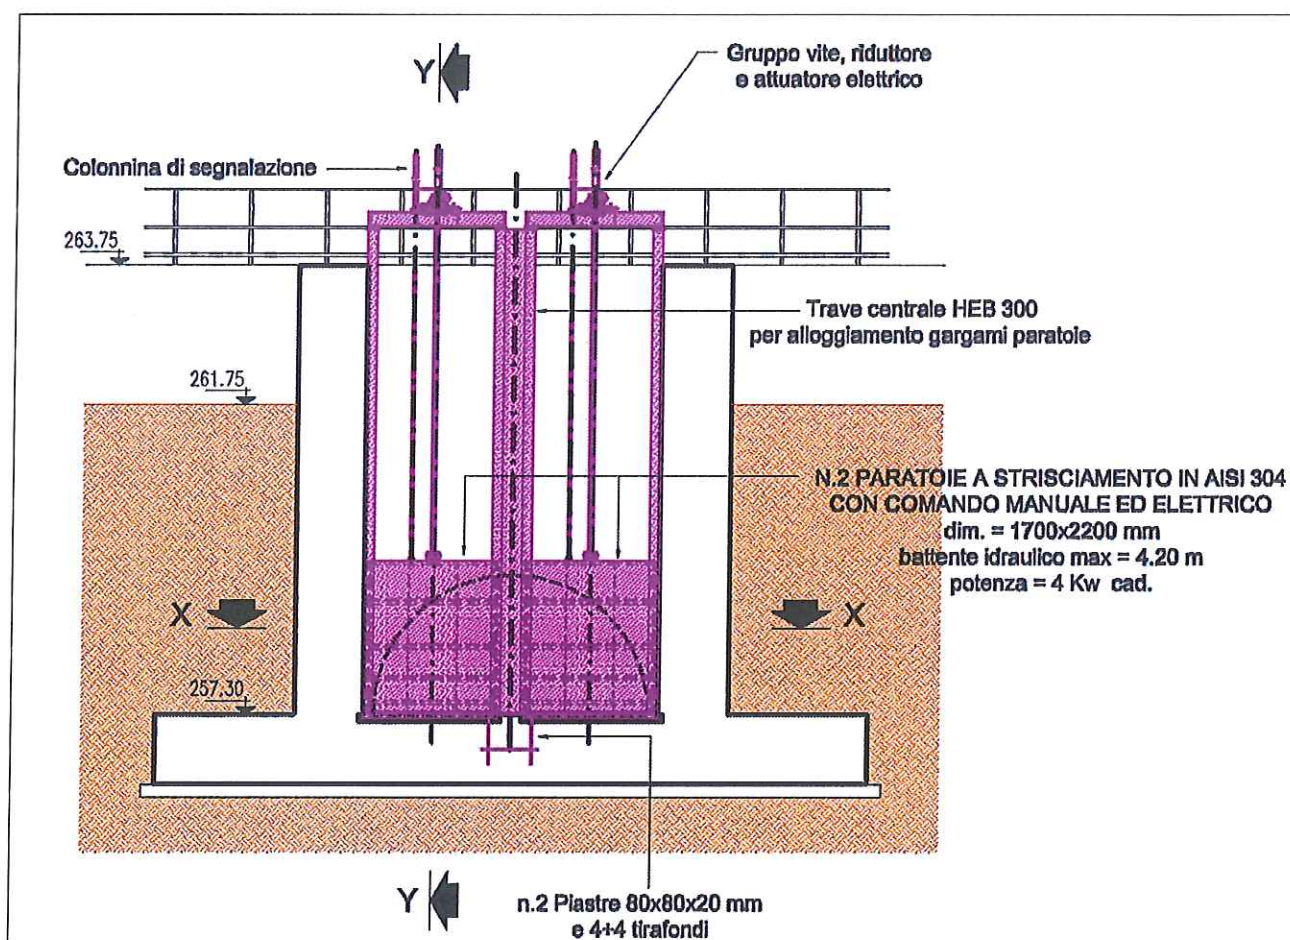 Y
Gruppo vite, riduttore
e attuatore elettrico
Colonnina di segnalazione
263.75
Trave centrale HEB 300
per alloggiamento gargami paratoie
261.75
N.2 PARATOIE A STRISCIAMENTO IN AISI 304
CON COMANDO MANUALE ED ELETTRICO
dim. = 1700x2200 mm
battente idraulico max = 4.20 m
potenza = 4 Kw cad.
X
X
257.30
Y
n.2 Piastre 80x80x20 mm
e 4+4 tirafondi